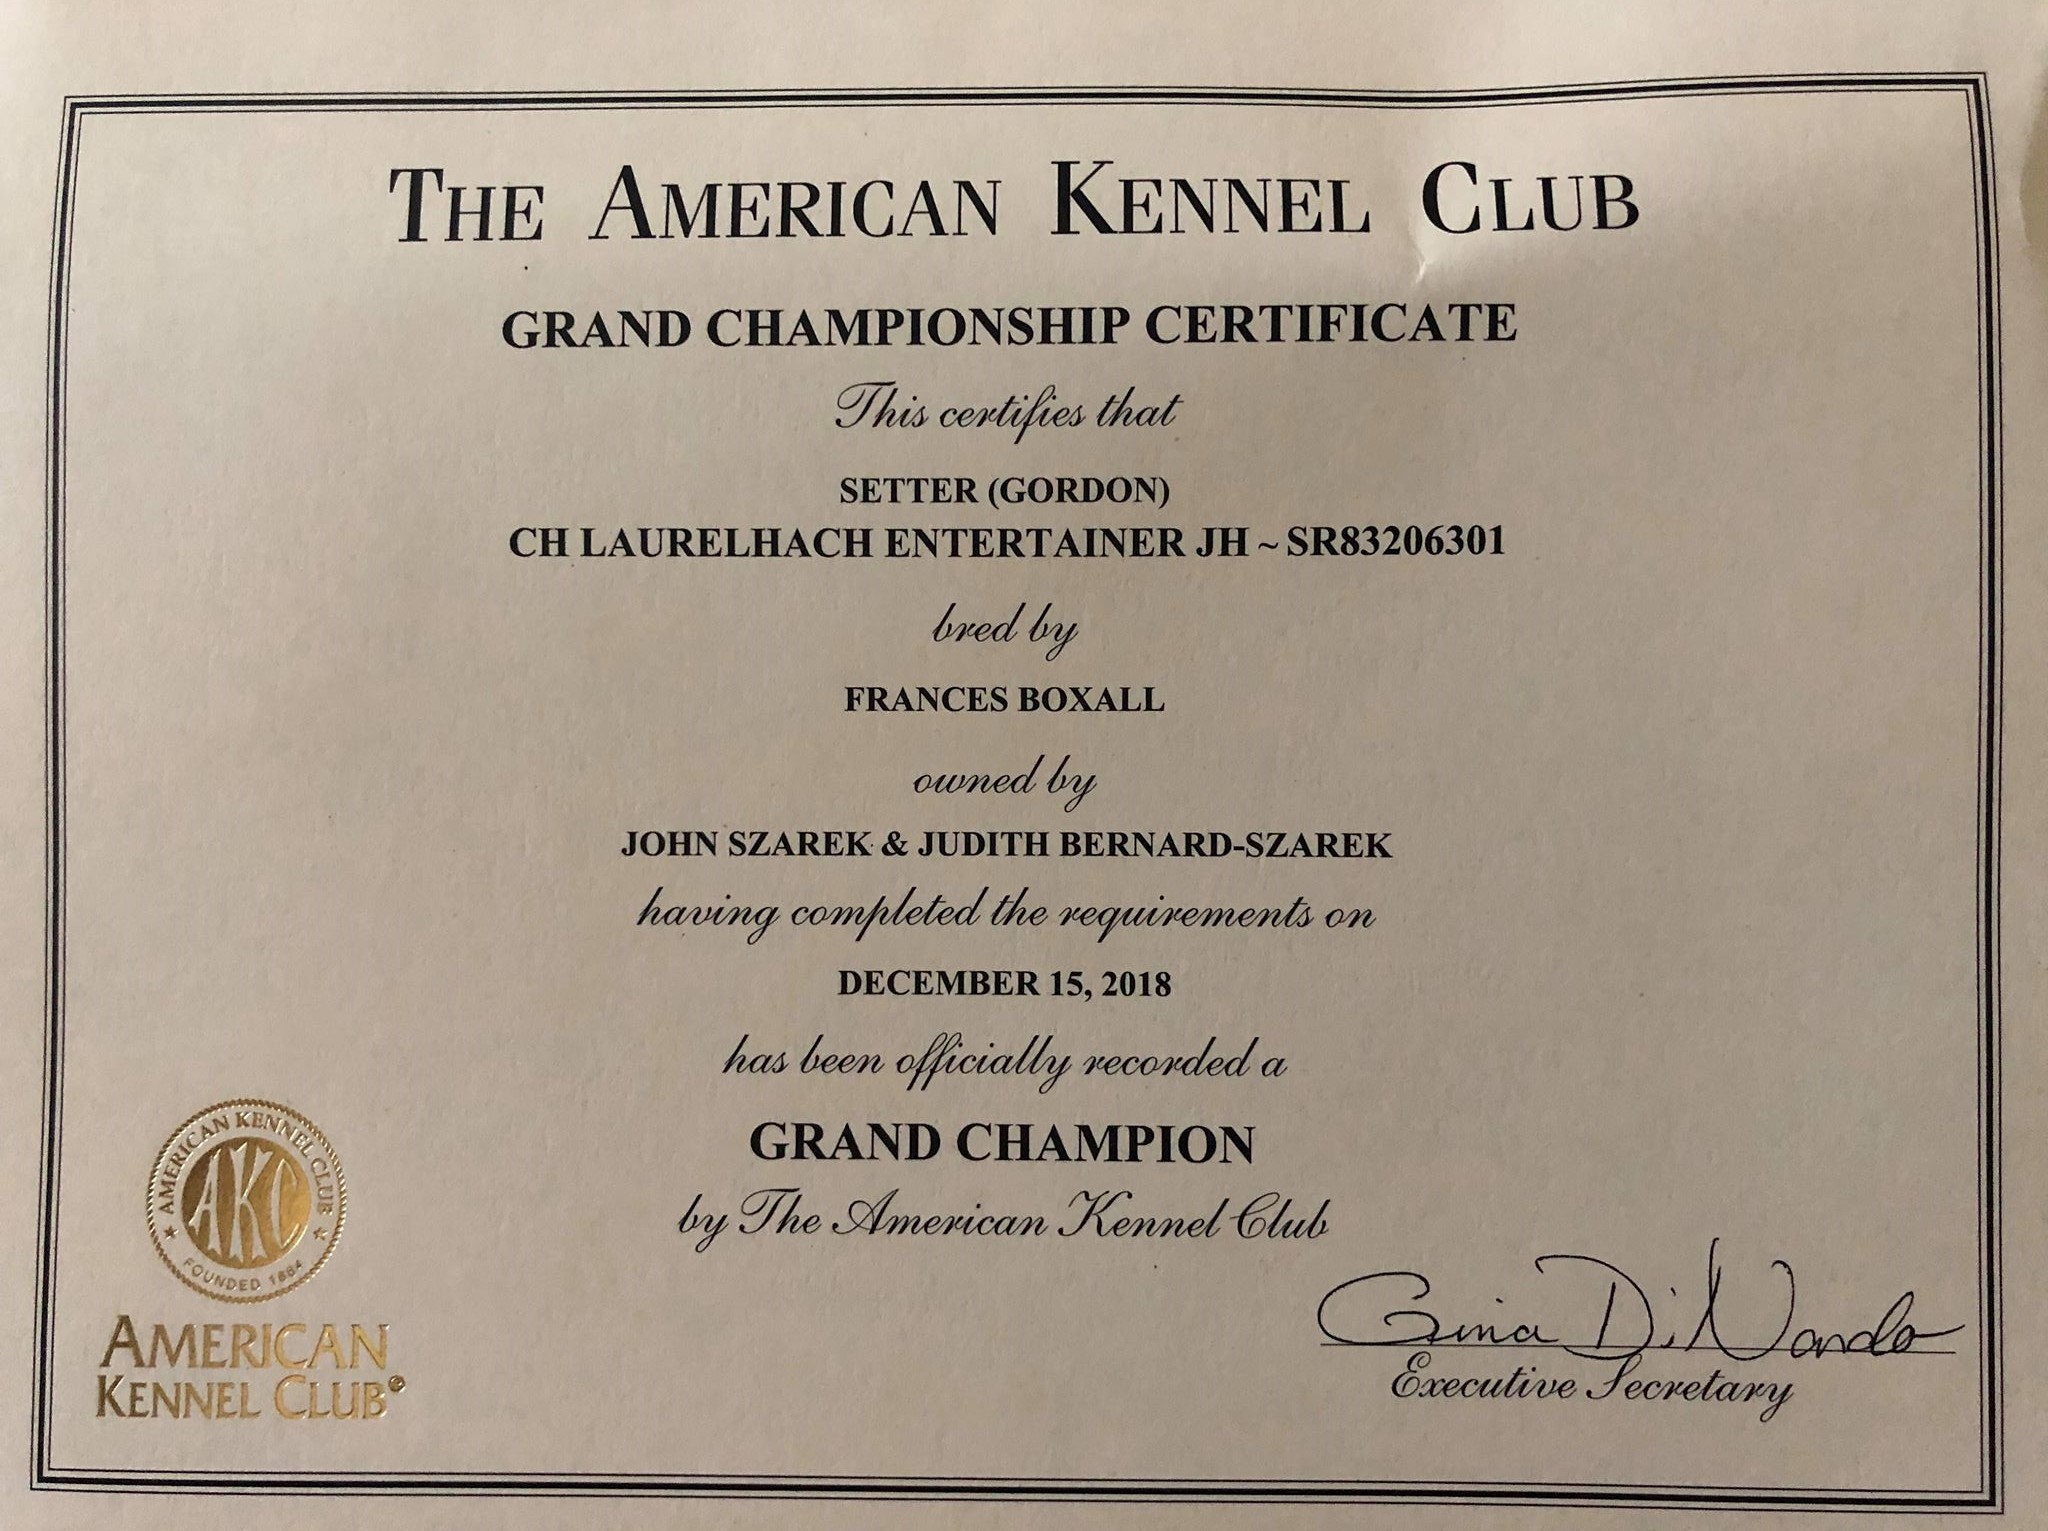 THE AMERICAN KENNEL CLUB
GRAND CHAMPIONSHIP CERTIFICATE
This certifies that
SETTER (GORDON)
CH LAURELHACH ENTERTAINER JH ~ SR83206301
bred by
FRANCES BOXALL
owned by
JOHN SZAREK & JUDITH BERNARD-SZAREK
having completed the requirements on
DECEMBER 15, 2018
has been officially recorded a
GRAND CHAMPION
by The American Kennel Club
AMERICAN KENNEL CLUB
AKC
FOUNDED 1884
AMERICAN
KENNEL CLUB®
Gina DiNardo
Executive Secretary